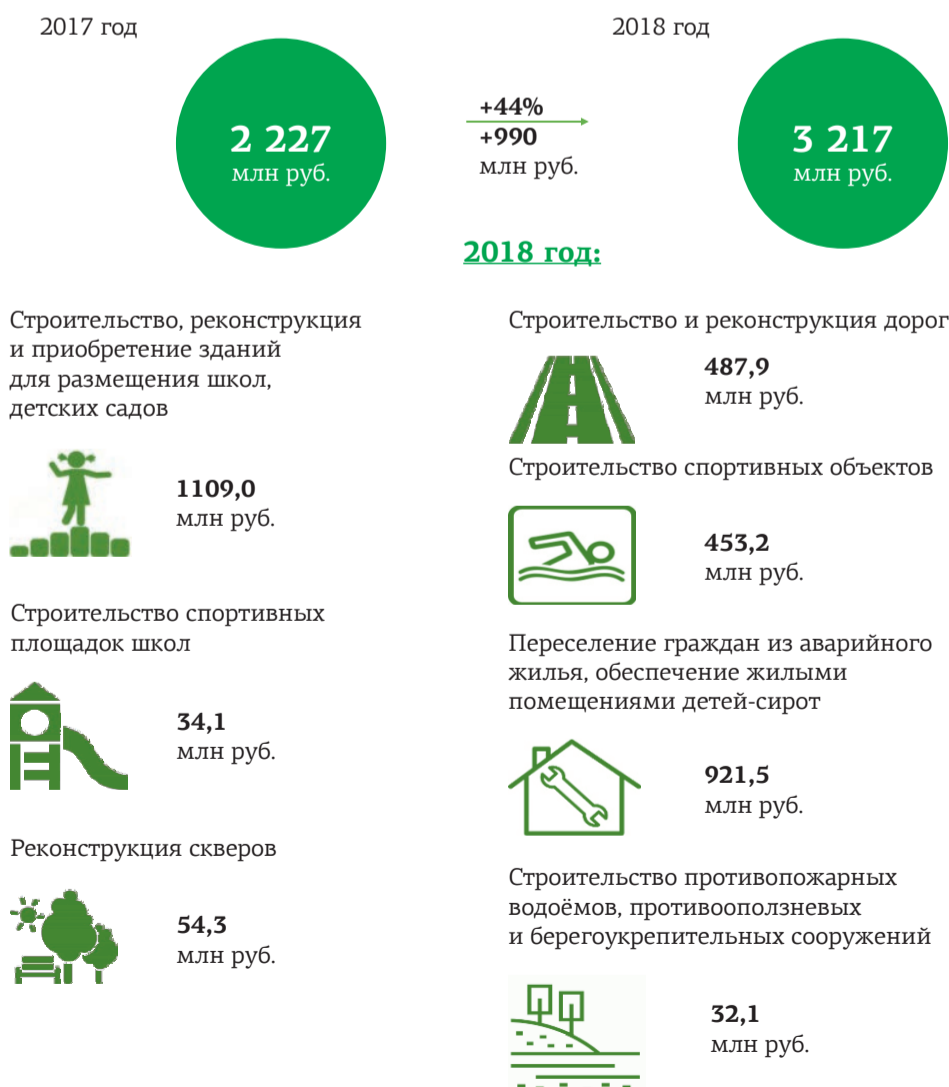 2017 год
2018 год
2 227
млн руб.
+44%
+990
млн руб.
3 217
млн руб.
2018 год:
Строительство, реконструкция
и приобретение зданий
для размещения школ,
детских садов
1109,0
млн руб.
Строительство спортивных
площадок школ
34,1
млн руб.
Реконструкция скверов
54,3
млн руб.
Строительство и реконструкция дорог
487,9
млн руб.
Строительство спортивных объектов
453,2
млн руб.
Переселение граждан из аварийного
жилья, обеспечение жилыми
помещениями детей-сирот
921,5
млн руб.
Строительство противопожарных
водоёмов, противооползневых
и берегоукрепительных сооружений
32,1
млн руб.